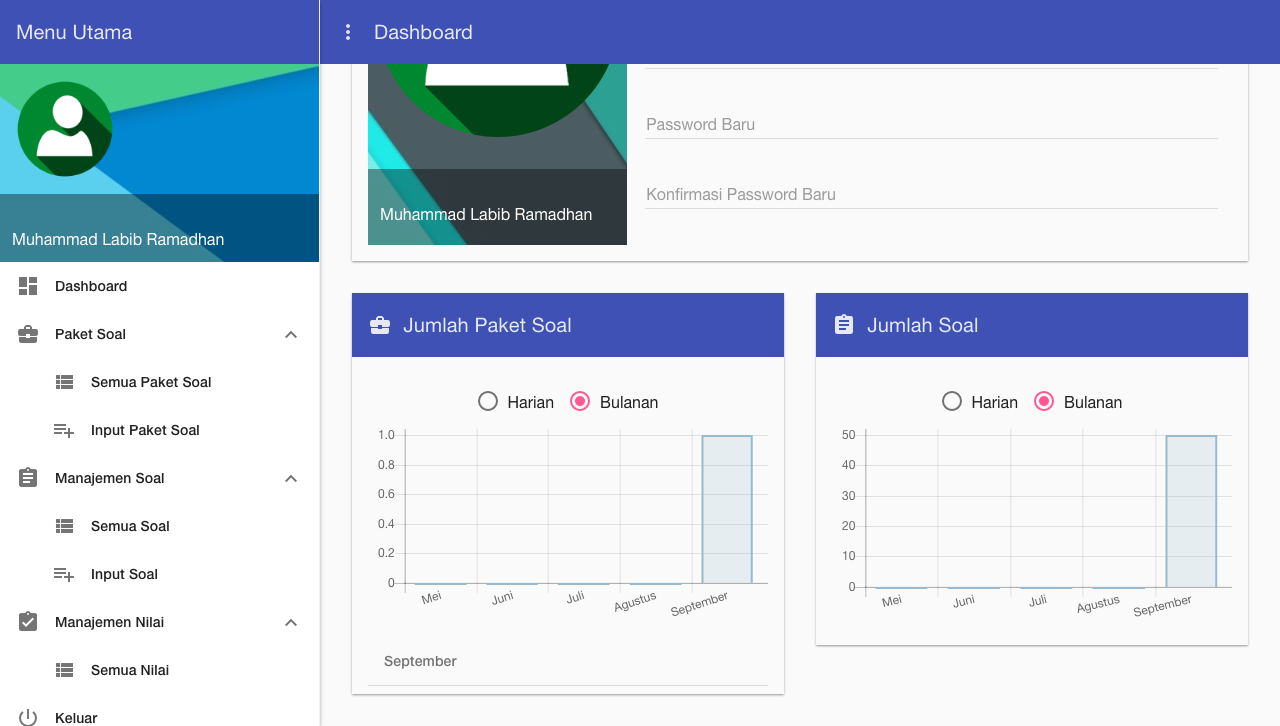 Menu Utama
Dashboard
Muhammad Labib Ramadhan
Dashboard
Paket Soal
Semua Paket Soal
Input Paket Soal
Manajemen Soal
Semua Soal
Input Soal
Manajemen Nilai
Semua Nilai
Keluar
Muhammad Labib Ramadhan
Password Baru
Konfirmasi Password Baru
Jumlah Paket Soal
Harian Bulanan
1.0
0.8
0.6
0.4
0.2
0
Mei Juni Juli Agustus September
September
Jumlah Soal
Harian Bulanan
50
40
30
20
10
0
Mei Juni Juli Agustus September